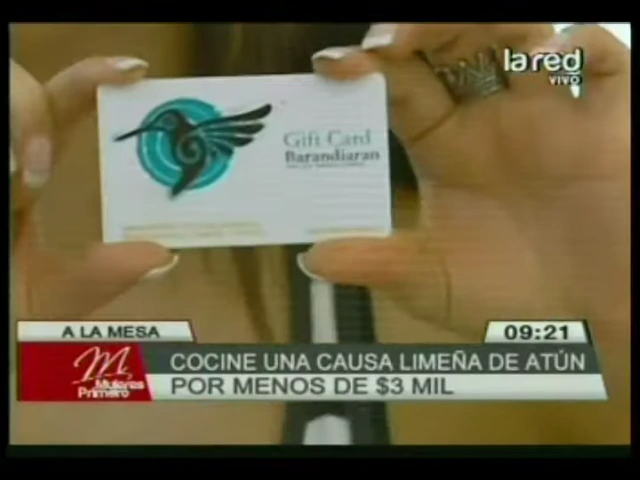 la red
VIVO
Gift Card
Barandiaran
A LA MESA
09:21
M
Mujeres
Primero
COCINE UNA CAUSA LIMEÑA DE ATÚN
POR MENOS DE $3 MIL